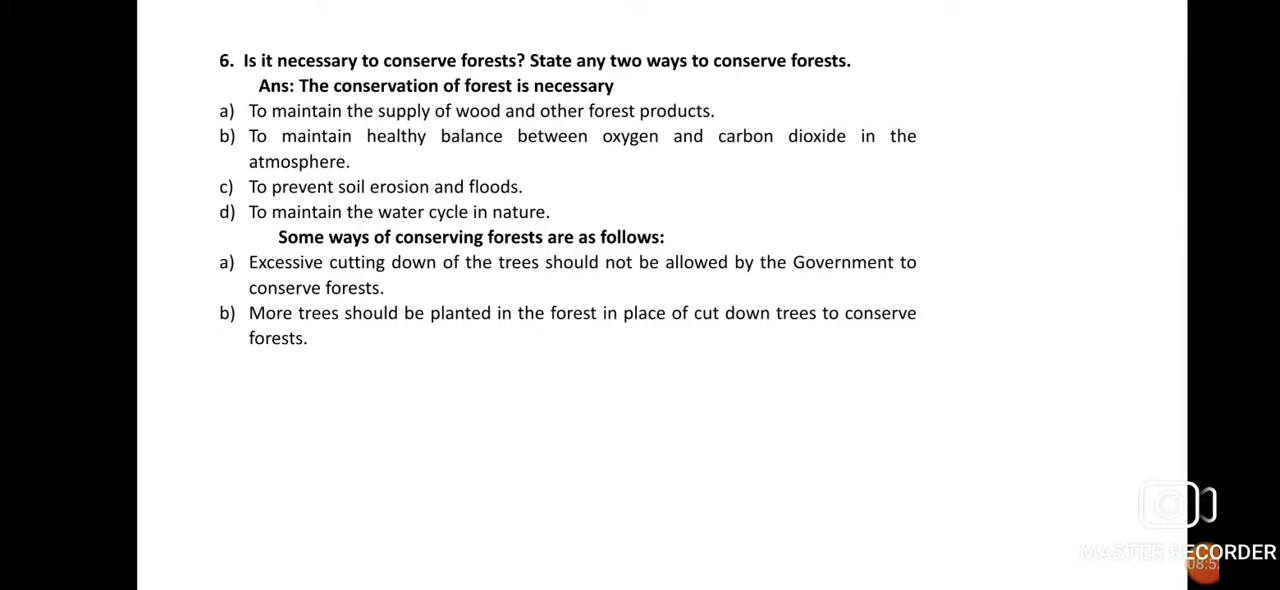 6. Is it necessary to conserve forests? State any two ways to conserve forests.
Ans: The conservation of forest is necessary
a) To maintain the supply of wood and other forest products.
b) To maintain healthy balance between oxygen and carbon dioxide in the
atmosphere.
c) To prevent soil erosion and floods.
d) To maintain the water cycle in nature.
Some ways of conserving forests are as follows:
a) Excessive cutting down of the trees should not be allowed by the Government to
conserve forests.
b) More trees should be planted in the forest in place of cut down trees to conserve
forests.
MASTER RECORDER